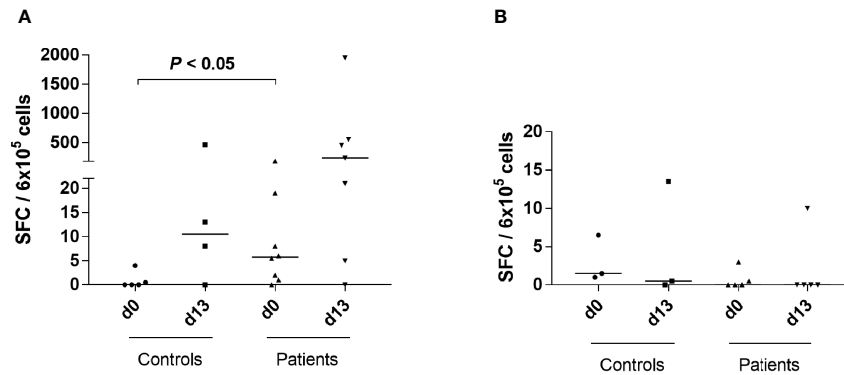 A
SFC / 6x10⁵ cells
2000
1500
1000
500
20
15
10
5
0
P < 0.05
d0
d13
d0
d13
Controls
Patients
B
SFC / 6x10⁵ cells
20
15
10
5
0
d0
d13
d0
d13
Controls
Patients